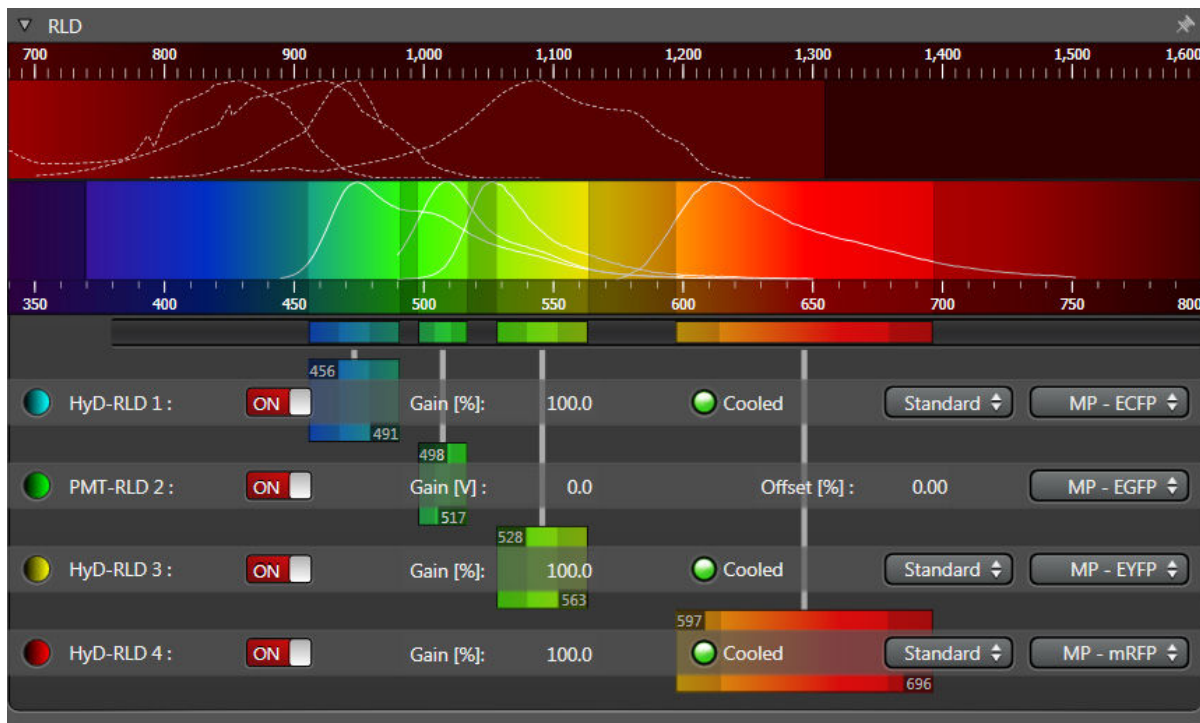 RLD
700 800 900 1,000 1,100 1,200 1,300 1,400 1,500 1,600
350 400 450 500 550 600 650 700 750 800
456
HyD-RLD 1 : ON Gain [%]: 100.0 Cooled Standard MP - ECFP
491
498
PMT-RLD 2 : ON Gain [V] : 0.0 Offset [%] : 0.00 MP - EGFP
517
528
HyD-RLD 3 : ON Gain [%]: 100.0 Cooled Standard MP - EYFP
563
597
HyD-RLD 4 : ON Gain [%]: 100.0 Cooled Standard MP - mRFP
696